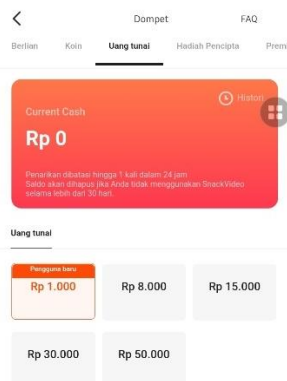 Dompet FAQ
Berlian Koin Uang tunai Hadiah Pencipta Prem
Histori
Current Cash
Rp 0
Penarikan dibatasi hingga 1 kali dalam 24 jam
Saldo akan dihapus jika Anda tidak menggunakan SnackVideo
selama lebih dari 30 hari.
Uang tunai
Pengguna baru
Rp 1.000 Rp 8.000 Rp 15.000
Rp 30.000 Rp 50.000